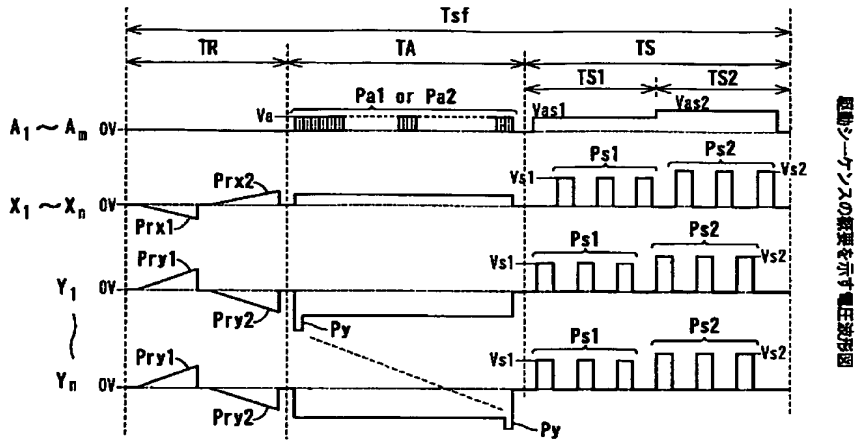 Tsf
TR TA TS
TS1 TS2
Va Pa1 or Pa2 Vas1 Vas2
A1 ～ Am 0V
Prx2 Vs1 Ps1 Ps2 Vs2
X1 ～ Xn 0V
Prx1
Pry1 Vs1 Ps1 Ps2 Vs2
Y1 0V
Pry2 Py
～
Pry1 Vs1 Ps1 Ps2 Vs2
Yn 0V
Pry2 Py
駆動シーケンスの概要を示す電圧波形図